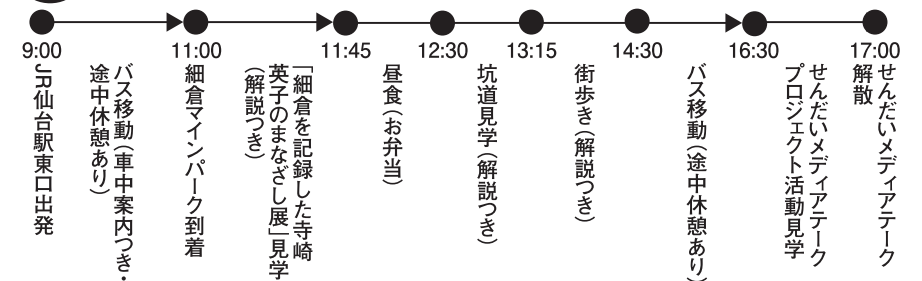 9:00
JR仙台駅東口出発
バス移動(車中案内つき・
途中休憩あり)
11:00
細倉マインパーク到着
「細倉を記録した寺崎
英子のまなざし展」見学
(解説つき)
11:45
昼食(お弁当)
12:30
坑道見学(解説つき)
13:15
街歩き(解説つき)
14:30
バス移動(途中休憩あり)
16:30
せんだいメディアテーク
プロジェクト活動見学
17:00
せんだいメディアテーク
解散